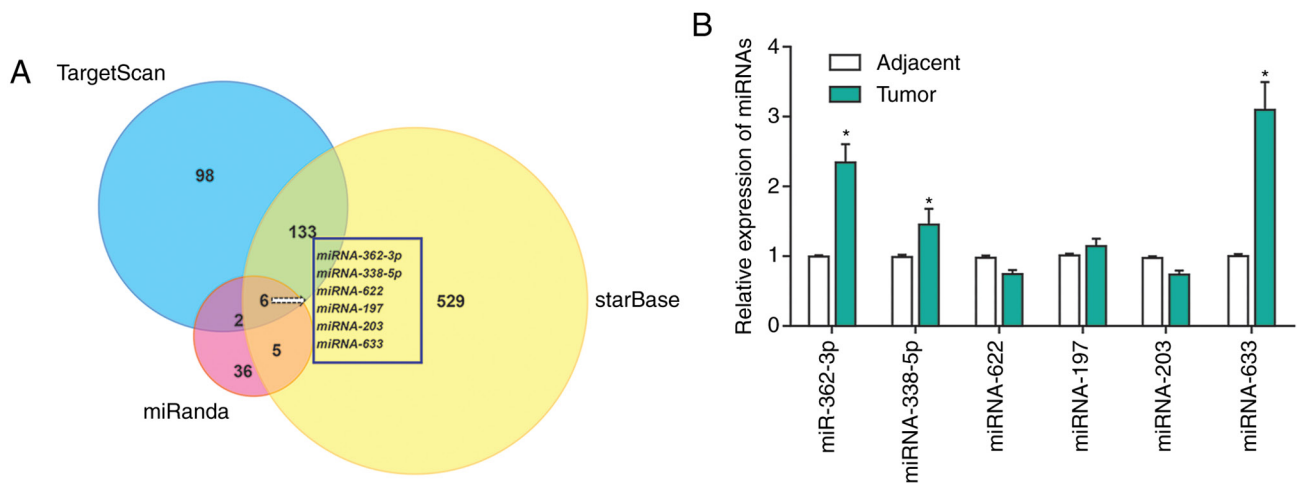 A
TargetScan
98
133
miRNA-362-3p
miRNA-338-5p
miRNA-622
miRNA-197
miRNA-203
miRNA-633
6
2
5
36
529
starBase
miRanda
B
Relative expression of miRNAs
4
3
2
1
0
Adjacent
Tumor
*
*
*
miR-362-3p
miRNA-338-5p
miRNA-622
miRNA-197
miRNA-203
miRNA-633